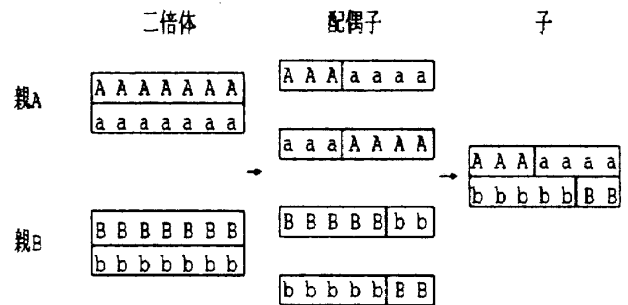 二倍体 配偶子 子
A A A a a a a
親A
A A A A A A A
a a a a a a a
a a a A A A A
→ →
A A A a a a a
b b b b b B B
親B
B B B B B B B
b b b b b b b
B B B B B b b
b b b b b B B